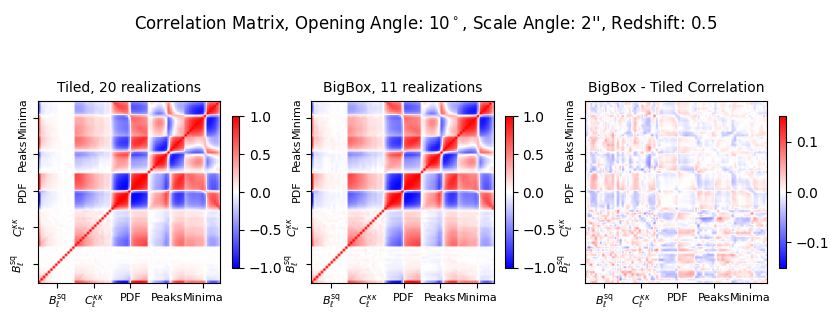 Correlation Matrix, Opening Angle: 10°, Scale Angle: 2'', Redshift: 0.5
Tiled, 20 realizations
Minima
Peaks
PDF
C_ℓ^κκ
B_ℓ^sq
B_ℓ^sq C_ℓ^κκ PDF Peaks Minima
1.0
0.5
0.0
−0.5
−1.0
BigBox, 11 realizations
Minima
Peaks
PDF
C_ℓ^κκ
B_ℓ^sq
B_ℓ^sq C_ℓ^κκ PDF Peaks Minima
1.0
0.5
0.0
−0.5
−1.0
BigBox - Tiled Correlation
Minima
Peaks
PDF
C_ℓ^κκ
B_ℓ^sq
B_ℓ^sq C_ℓ^κκ PDF Peaks Minima
0.1
0.0
−0.1